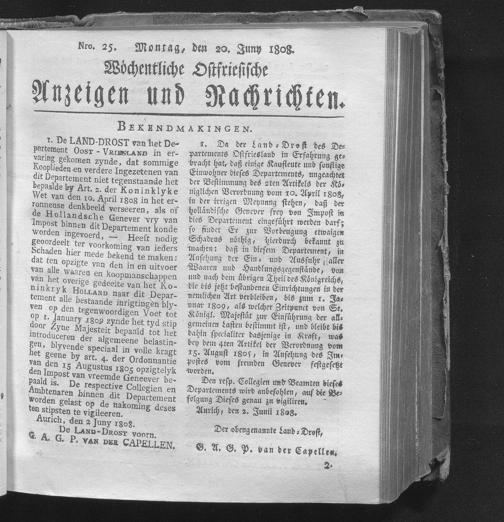 Nro. 25. Montag, den 20. Juny 1808.
Wöchentliche Ostfriesische
Anzeigen und Nachrichten.
BEKENDMAKINGEN.
1. De LAND-DROST van het De-
partement OOST-VRIESLAND in er-
varing gekomen zynde, dat sommige
Kooplieden en verdere Ingezetenen van
dit Departement niet tegenstaande het
bepaalde by Art. 2. der Koninklyke
Wet van den 10. April 1808 in het er-
ronense denkbeeld verseeren, als of
de Hollandsche Genever vry van
Impost binnen dit Departement konde
worden ingevoerd, — Heeft nodig
geoordeelt ter voorkoming van ieders
Schaden hier mede bekend te maken:
dat ten opzigte van den in en uitvoer
van alle waaren en koopmanschappen
van het overige gedeelte van het Ko-
ninkryk HOLLAND naar dit Depar-
tement alle bestaande inrigtingen bly-
ven op den tegenwoordigen Voet tot
op 1. January 1809 zynde het tyd stip
door Zyne Majesteit bepaald tot het
introduceren der algemeene belastin-
gen, blyvende speciaal in volle kragt
het geene by art. 4. der Ordonnantie
van den 15 Augustus 1805 opzigtelyk
den Impost van vreemde Genever be-
paald is. De respective Collegien en
Ambtenaren binnen dit Departement
worden gelast op de nakoming deses
ten stipsten te vigileeren.
Aurich, den 2 Juny 1808.
De LAND-DROST voorn.
G. A. G. P. VAN DER CAPELLEN.
1. Da der Land-Drost des De-
partements Ostfriesland in Erfahrung ge-
bracht hat, daß einige Kaufleute und sonstige
Einwohner dieses Departements, ungeachtet
der Bestimmung des 2ten Artikels der Kö-
niglichen Verordnung vom 10. April 1808,
in der irrigen Meynung stehen, daß der
holländische Genever frey von Impost in
dies Departement eingeführet werden darf;
so findet Er zur Vorbeugung etwaigen
Schadens nöthig, hierdurch bekannt zu
machen: daß in diesem Departement, in
Ansehung der Ein- und Ausfuhr aller
Waaren und Handlungsgegenstände, von
und nach dem übrigen Theil des Königreichs,
die bis jetzt bestandenen Einrichtungen in der
nemlichen Art verbleiben, bis zum 1. Ja-
nuar 1809, als welcher Zeitpunct von Sr.
Königl. Majestät zur Einführung der all-
gemeinen Lasten bestimmt ist, und bleibt bis
dahin specialiter dasjenige in Kraft, was
bey dem 4ten Artikel der Verordnung vom
15. August 1805, in Ansehung des Im-
postes vom fremden Genever festgesetz
worden.
Den resp. Collegien und Beamten dieses
Departements wird anbefohlen, auf die Be-
folgung Dieses genau zu vigiliren.
Aurich, den 2. Junii 1808.
Der obengenannte Land-Drost,
G. A. G. P. van der Capellen.
2.